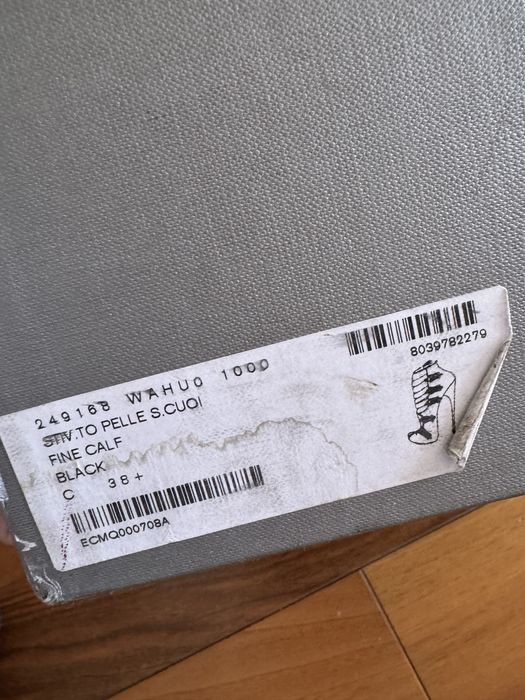 249168 WAHU0 1000
STIV.TO PELLE S.CUOI
FINE CALF
BLACK
C 38+
ECMQ000708A
8039782279